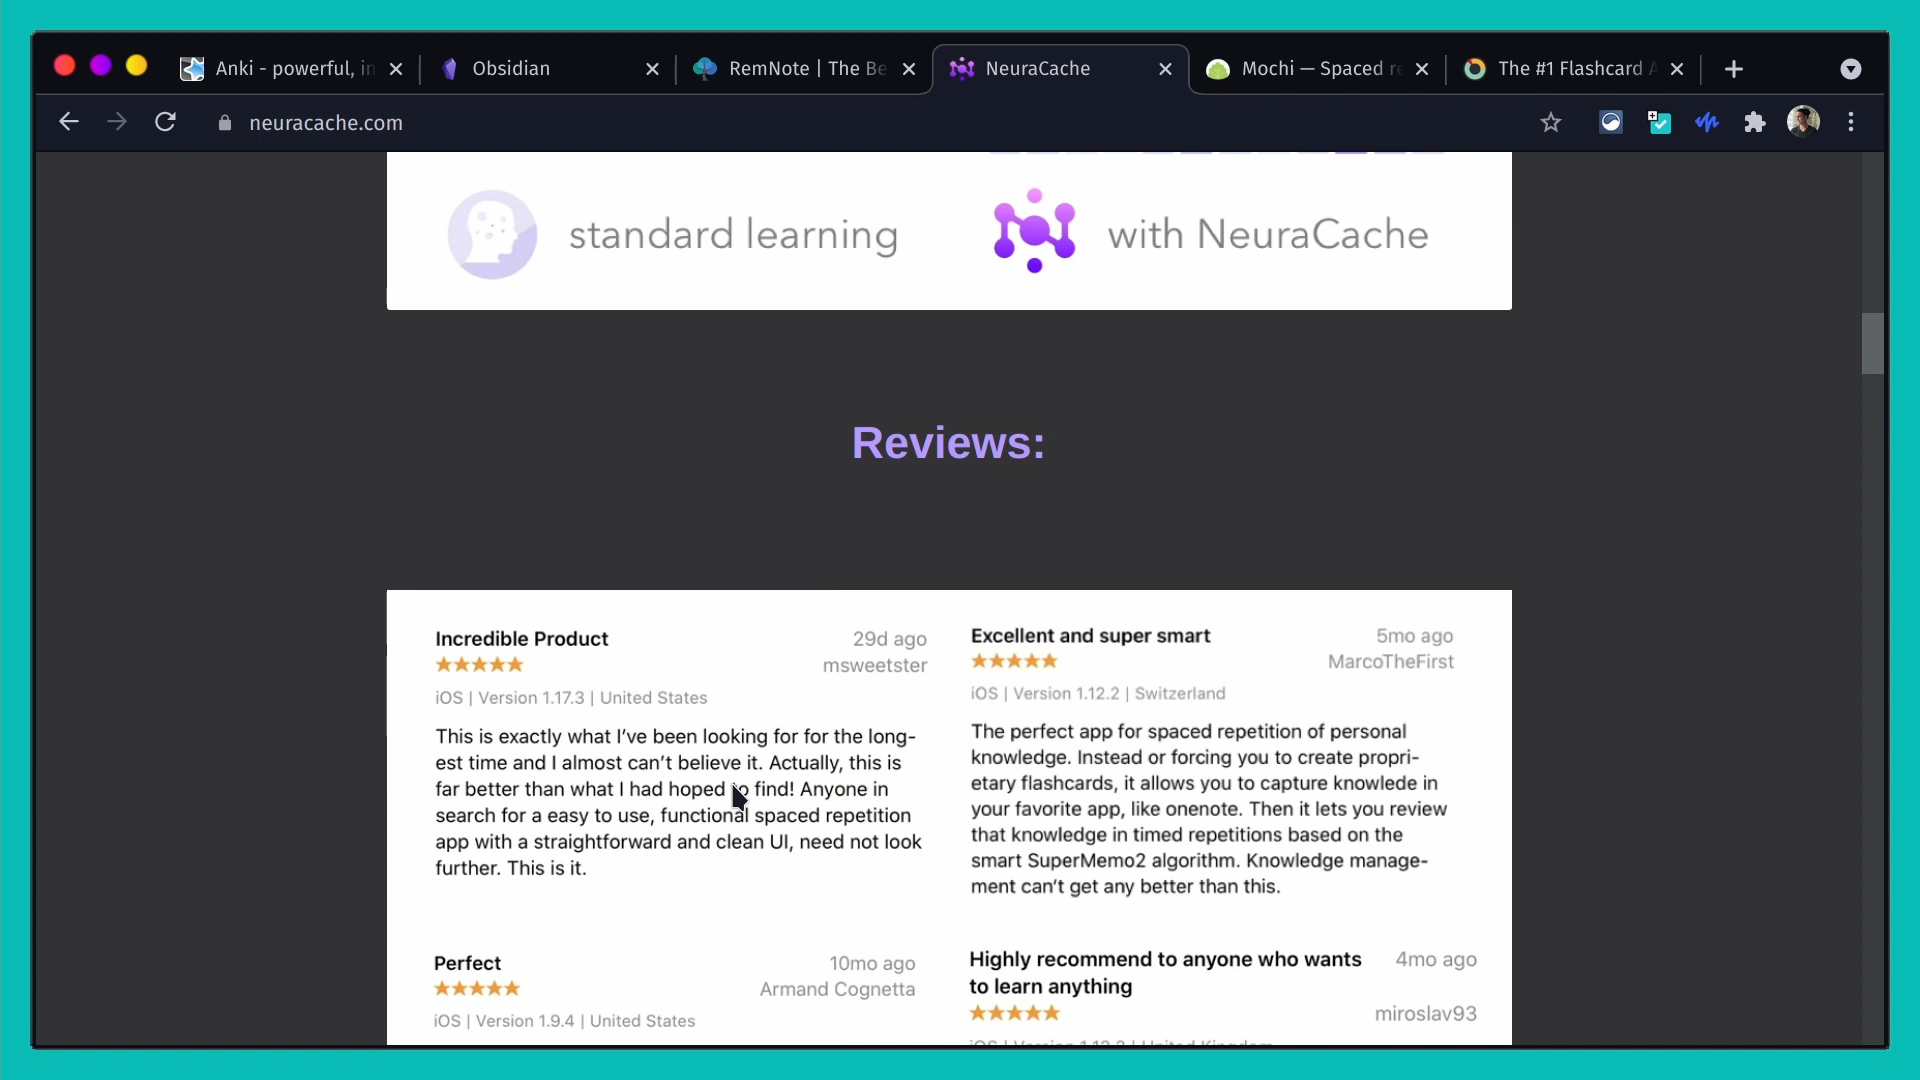 Anki - powerful, in
Obsidian
RemNote | The Be
NeuraCache
Mochi — Spaced re
The #1 Flashcard A
neuracache.com
standard learning
with NeuraCache
Reviews:
Incredible Product
29d ago
msweetster
iOS | Version 1.17.3 | United States
This is exactly what I've been looking for for the long-
est time and I almost can't believe it. Actually, this is
far better than what I had hoped to find! Anyone in
search for a easy to use, functional spaced repetition
app with a straightforward and clean UI, need not look
further. This is it.
Excellent and super smart
5mo ago
MarcoTheFirst
iOS | Version 1.12.2 | Switzerland
The perfect app for spaced repetition of personal
knowledge. Instead or forcing you to create propri-
etary flashcards, it allows you to capture knowlede in
your favorite app, like onenote. Then it lets you review
that knowledge in timed repetitions based on the
smart SuperMemo2 algorithm. Knowledge manage-
ment can't get any better than this.
Perfect
10mo ago
Armand Cognetta
iOS | Version 1.9.4 | United States
Highly recommend to anyone who wants
to learn anything
4mo ago
miroslav93
iOS | Version 1.12.2 | United Kingdom